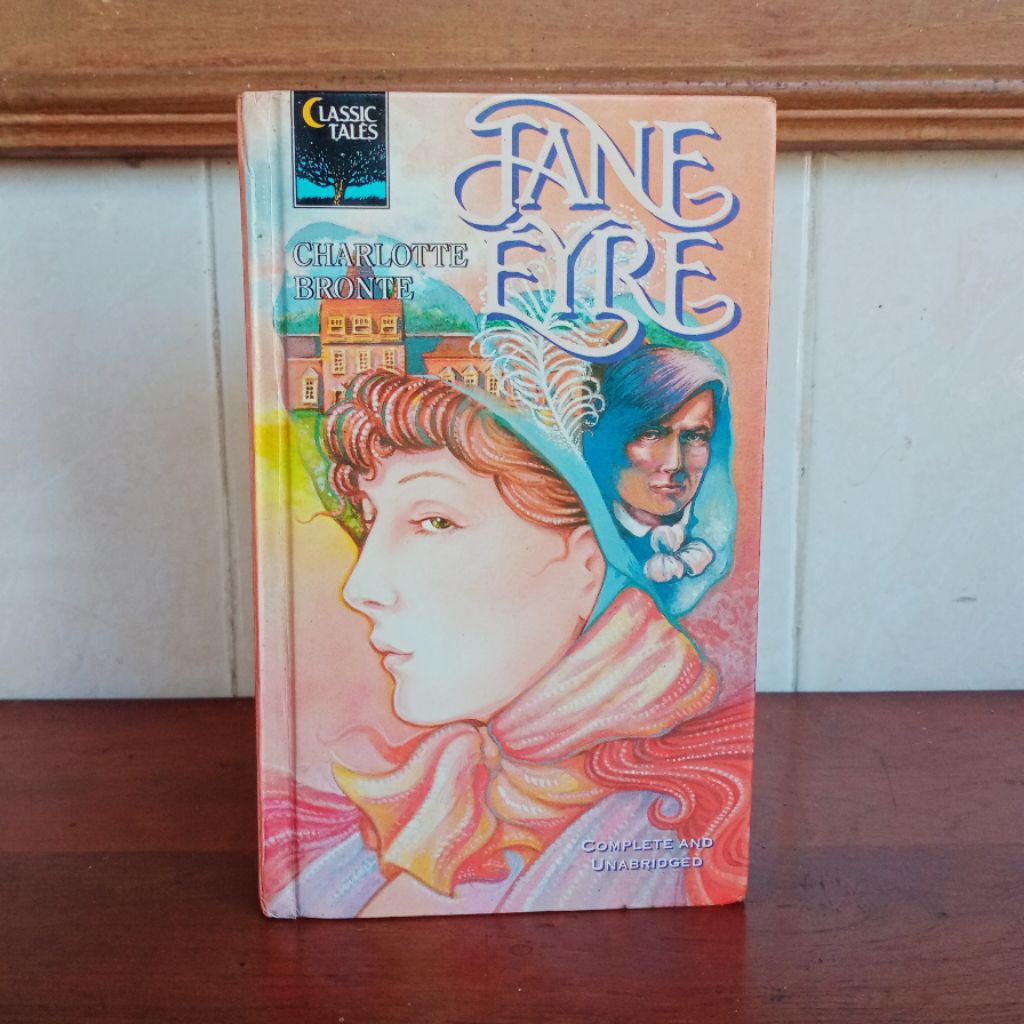 CLASSIC
TALES
JANE
EYRE
CHARLOTTE
BRONTE
COMPLETE AND
UNABRIDGED